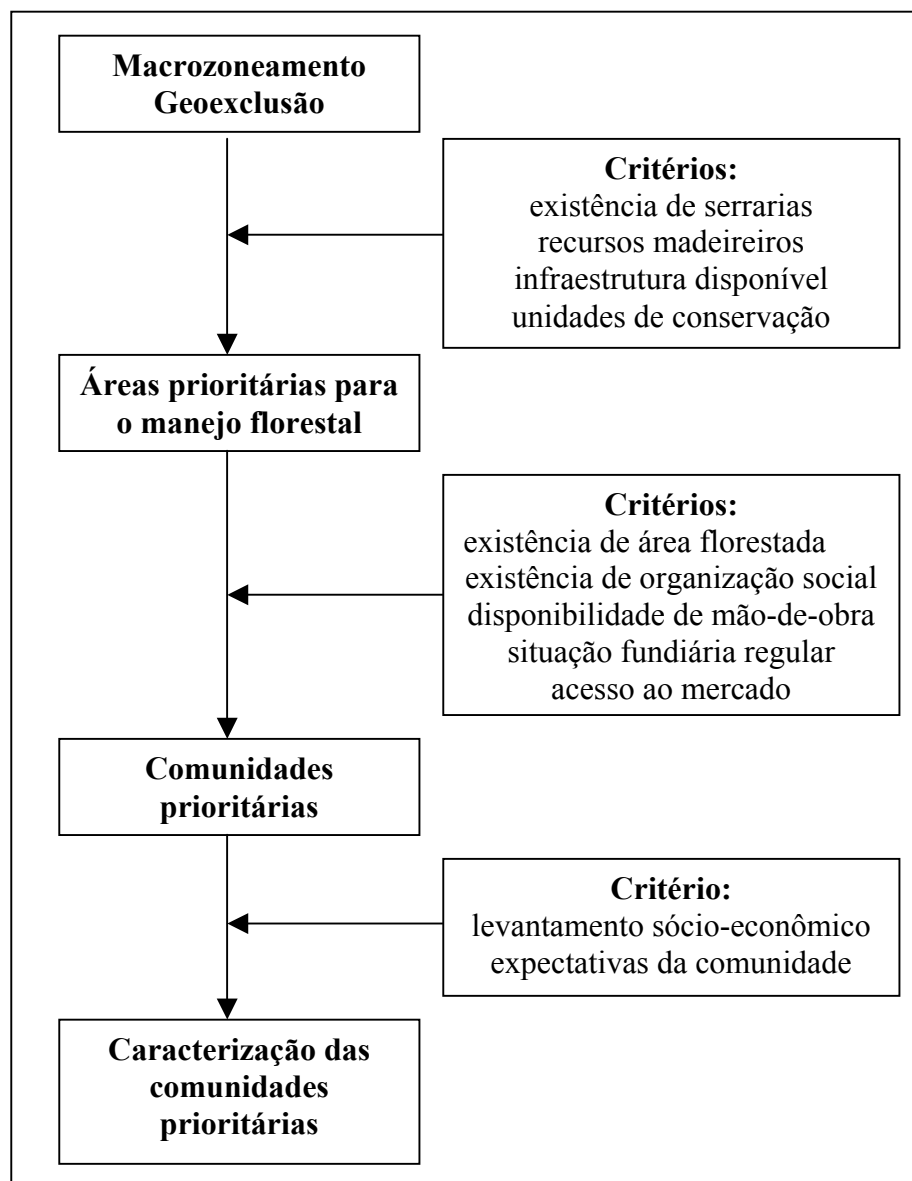 Macrozoneamento
Geoexclusão
Critérios:
existência de serrarias
recursos madeireiros
infraestrutura disponível
unidades de conservação
Áreas prioritárias para
o manejo florestal
Critérios:
existência de área florestada
existência de organização social
disponibilidade de mão-de-obra
situação fundiária regular
acesso ao mercado
Comunidades
prioritárias
Critério:
levantamento sócio-econômico
expectativas da comunidade
Caracterização das
comunidades
prioritárias